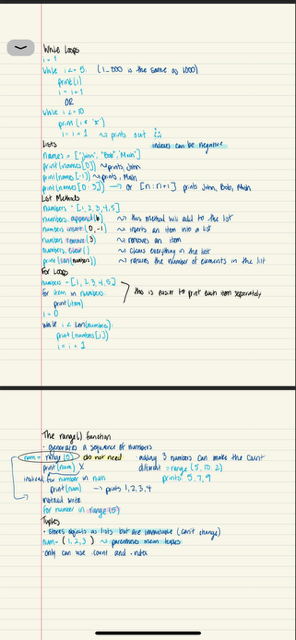 While Loops
i = 1
while i <= 5: (1_000 is the same as 1000)
print(i)
i = i + 1
OR
while i <= 10
print(i * '*')
i = i + 1 ~> prints out
Lists indexes can be negative
names = ["John", "Bob", "Mosh"]
print(names[0]) ~> prints, John
print(names[-1]) ~> prints, Mosh
print(names[0:3]) ~> or [n:n+1] prints John, Bob, Mosh
List Methods
numbers = [1,2,3,4,5]
numbers.append(6) ~> this method will add to the list
numbers.insert(0,-1) ~> inserts an item into a list
numbers.remove(3) ~> removes an item
numbers.clear() ~> clears everything in the list
print(len(numbers)) ~> returns the number of elements in the list
For Loop
numbers = [1,2,3,4,5]
for item in numbers: this is easier to print each item separately
print(item)
i = 0
while i < len(numbers):
print(numbers[i])
i = i + 1
The range() function
- generates a sequence of numbers
num = range(5) do not need adding 3 numbers can make the count
print(num) X different = range(5,10,2)
instead, for number in num prints 5,7,9
print(num) → prints 1,2,3,4
instead write
for number in range(5)
Tuples
- stores objects as lists but are immutable (can't change)
num = (1,2,3) ~> parentheses mean tuples
- only can use count and index